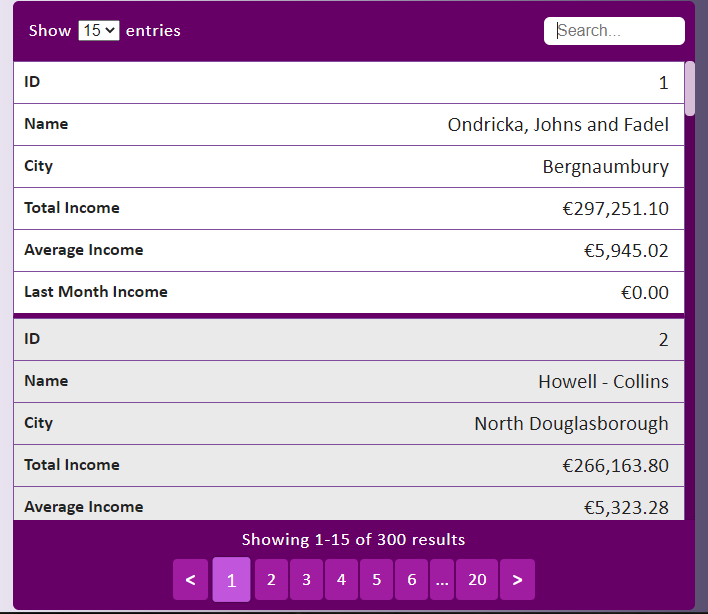 Show 15 entries Search...
ID 1
Name Ondricka, Johns and Fadel
City Bergnaumbury
Total Income €297,251.10
Average Income €5,945.02
Last Month Income €0.00
ID 2
Name Howell - Collins
City North Douglasborough
Total Income €266,163.80
Average Income €5,323.28
Showing 1-15 of 300 results
< 1 2 3 4 5 6 ... 20 >